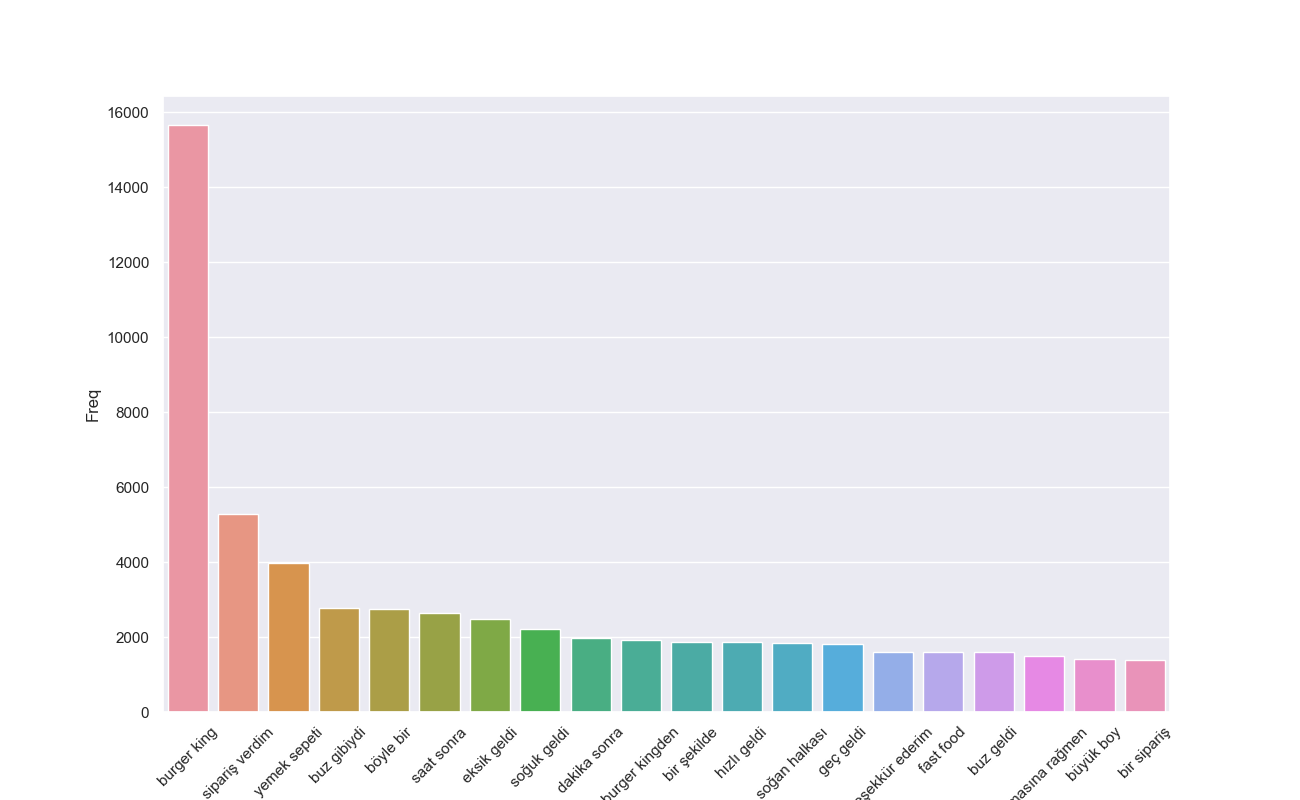 16000
14000
12000
10000
8000
6000
4000
2000
0
Freq
burger king
sipariş verdim
yemek sepeti
buz gibiydi
böyle bir
saat sonra
eksik geldi
soğuk geldi
dakika sonra
burger kingden
bir şekilde
hızlı geldi
soğan halkası
geç geldi
eşekkür ederim
fast food
buz geldi
masına rağmen
büyük boy
bir sipariş